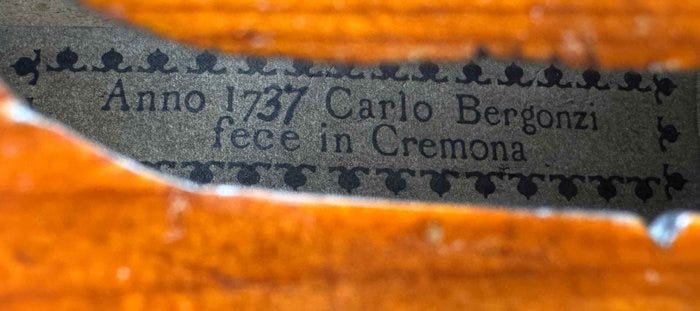 Anno 1737 Carlo Bergonzi
fece in Cremona